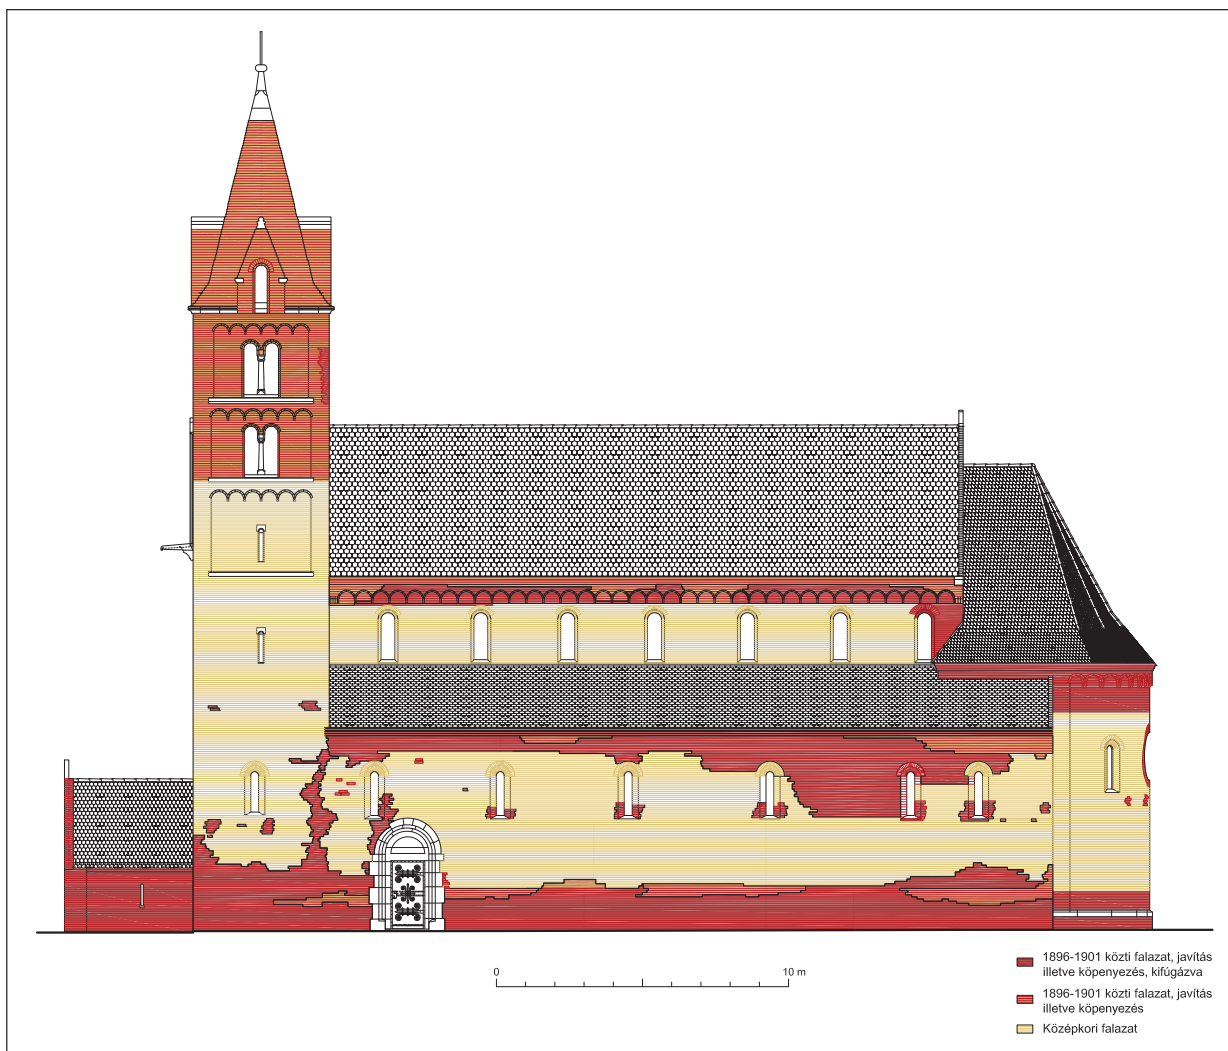 0
10 m
1896-1901 közti falazat, javítás
illetve köpenyezés, kifúgázva
1896-1901 közti falazat, javítás
illetve köpenyezés
Középkori falazat